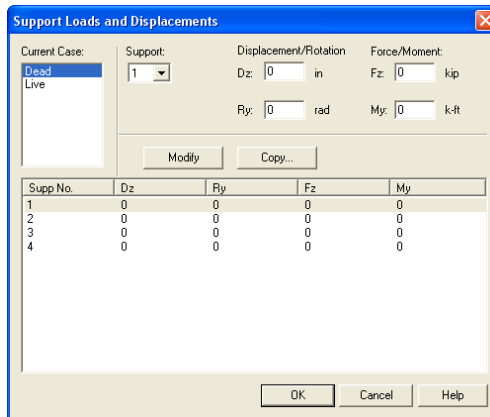 Support Loads and Displacements
Current Case:
Dead
Live
Support:
1
Displacement/Rotation
Dz: 0 in
Ry: 0 rad
Force/Moment:
Fz: 0 kip
My: 0 k-ft
Modify Copy...
Supp No. Dz Ry Fz My
1 0 0 0 0
2 0 0 0 0
3 0 0 0 0
4 0 0 0 0
OK Cancel Help